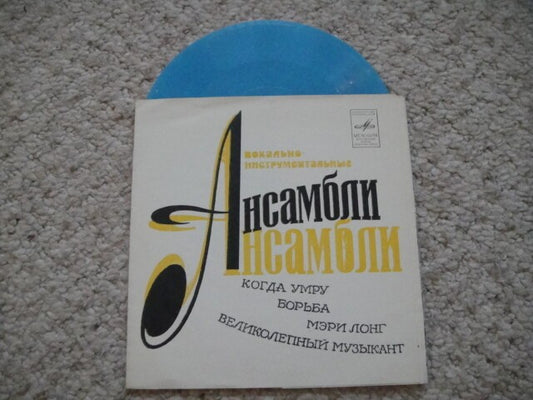 ВОКАЛЬНО-
ИНСТРУМЕНТАЛЬНЫЕ
АНСАМБЛИ
АНСАМБЛИ
КОГДА УМРУ
БОРЬБА
МЭРИ ЛОНГ
ВЕЛИКОЛЕПНЫЙ МУЗЫКАНТ